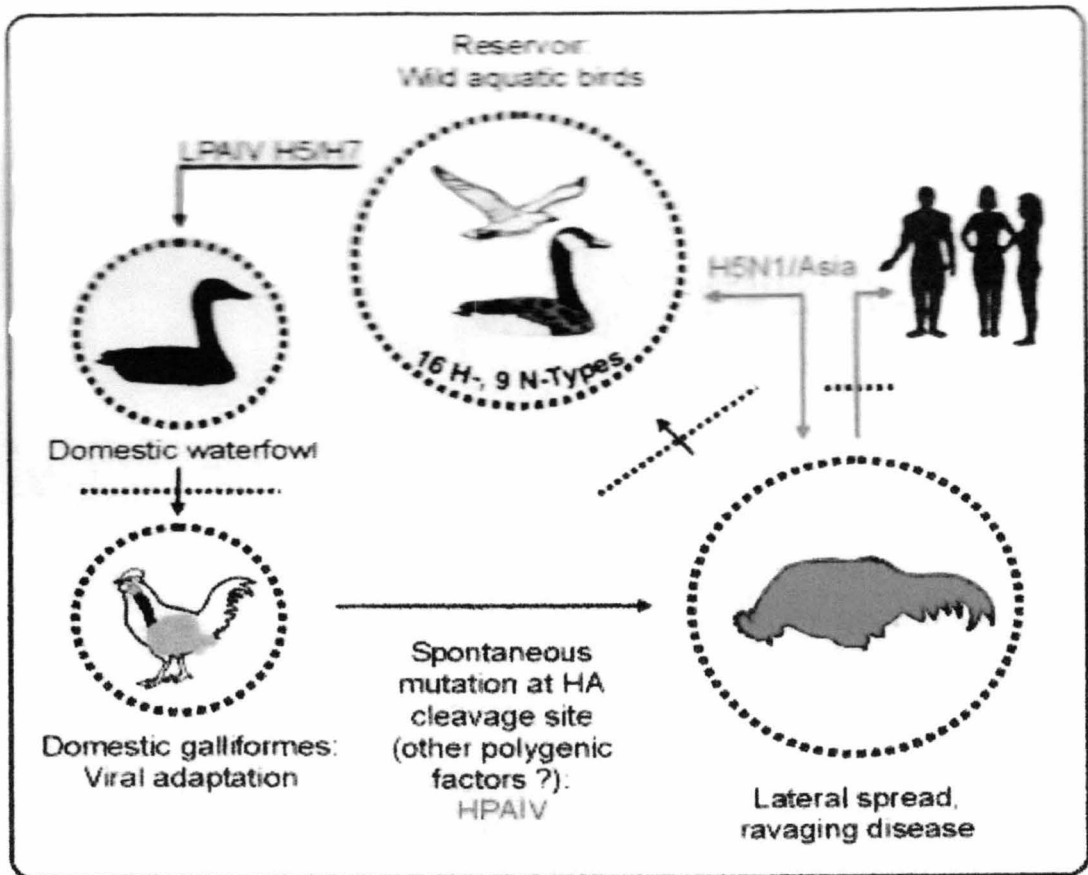 Reservoir:
Wild aquatic birds
LPAIV H5/H7
H5N1/Asia
16 H-, 9 N-Types
Domestic waterfowl
Spontaneous
mutation at HA
cleavage site
(other polygenic
factors ?):
HPAIV
Domestic galliformes:
Viral adaptation
Lateral spread,
ravaging disease